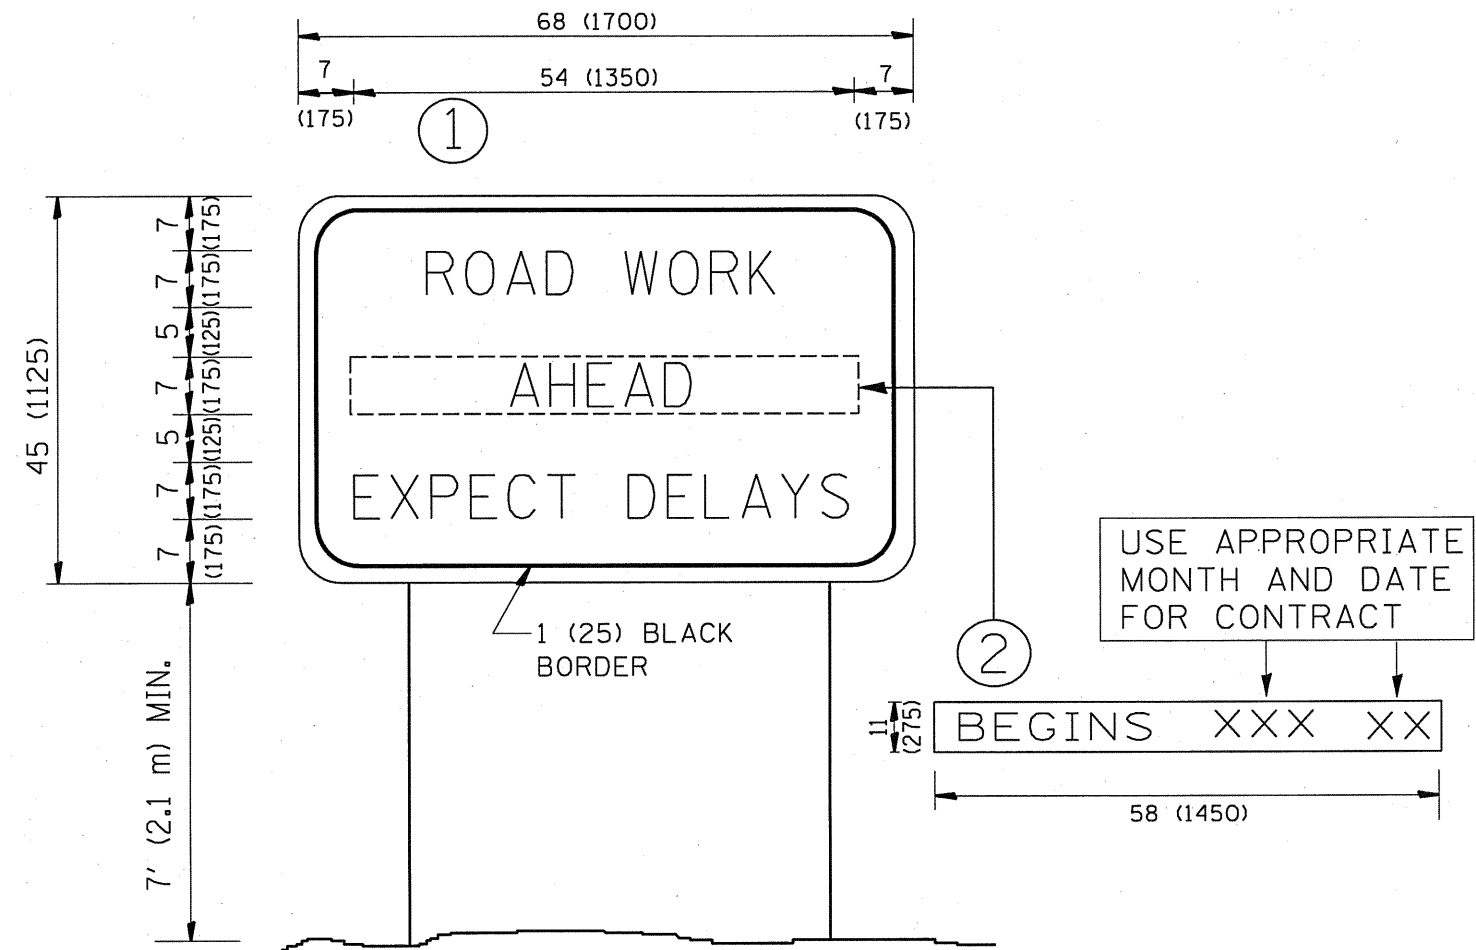 68 (1700)
7
54 (1350)
7
(175)
(175)
1
45 (1125)
7
(175)
7
(175)
5
(125)
7
(175)
5
(125)
7
(175)
7
(175)
ROAD WORK
AHEAD
EXPECT DELAYS
1 (25) BLACK
BORDER
7' (2.1 m) MIN.
2
USE APPROPRIATE
MONTH AND DATE
FOR CONTRACT
11
(275)
BEGINS XXX XX
58 (1450)